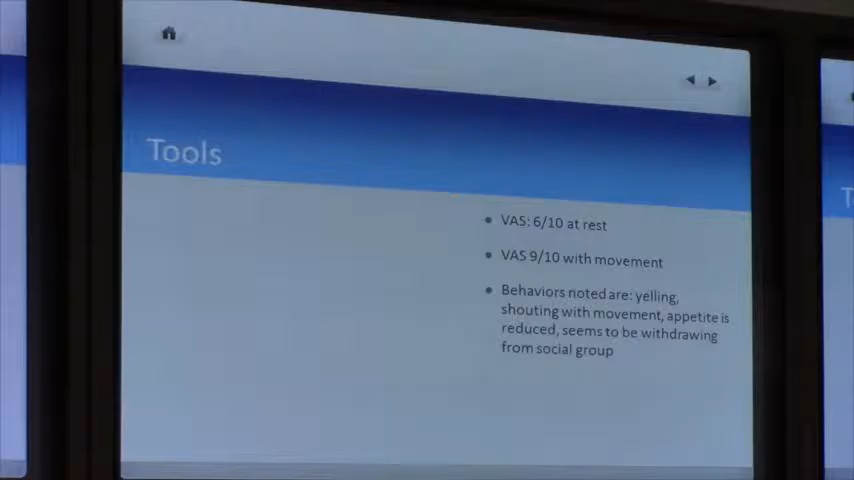 Tools
VAS: 6/10 at rest
VAS 9/10 with movement
Behaviors noted are: yelling,
shouting with movement, appetite is
reduced, seems to be withdrawing
from social group
T